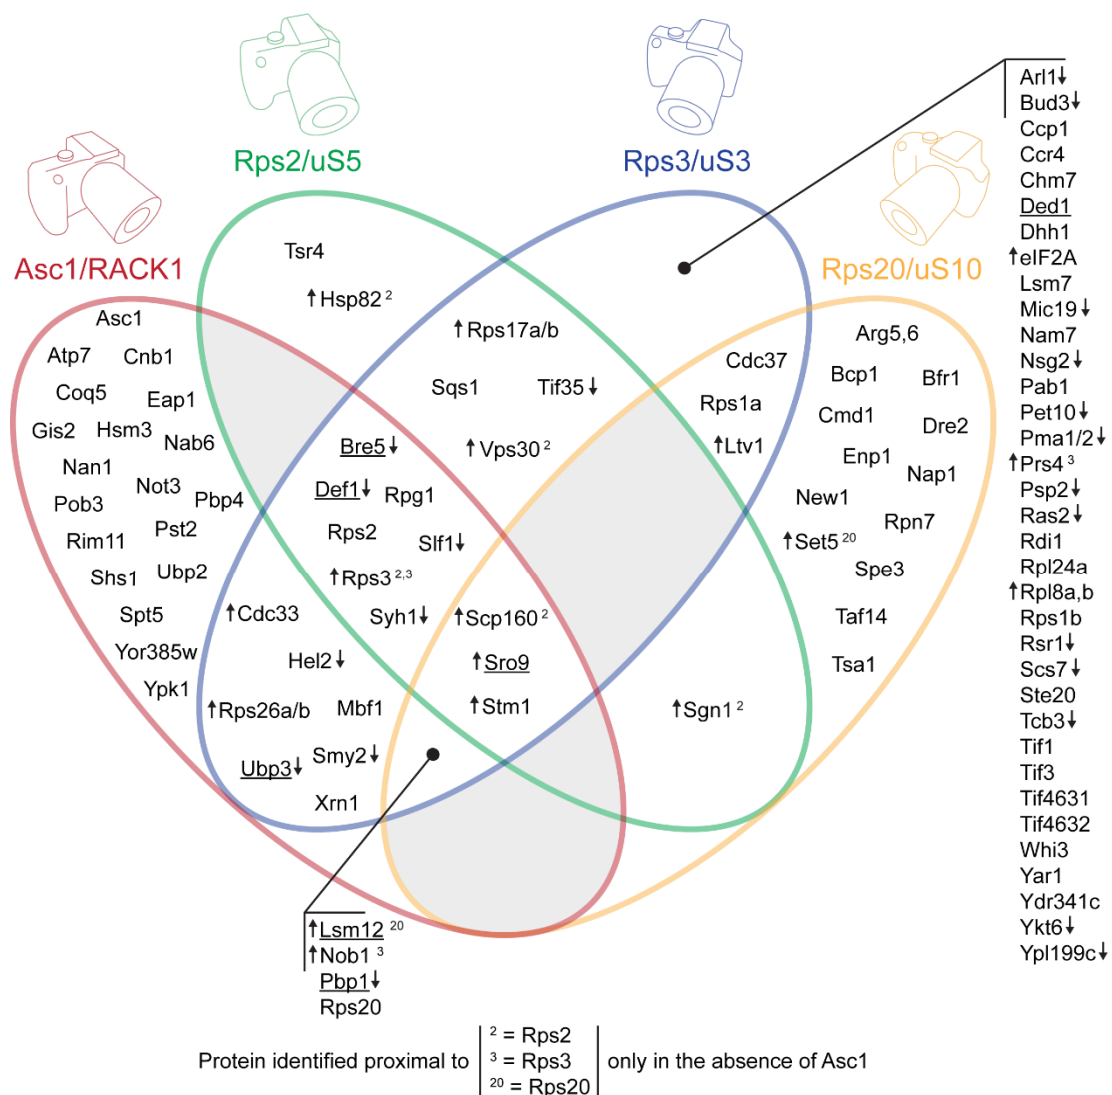 Rps2/uS5
Rps3/uS3
Asc1/RACK1
Rps20/uS10
Tsr4
↑Hsp82 ²
Asc1
Atp7
Cnb1
Coq5
Eap1
Gis2
Hsm3
Nab6
Nan1
Not3
Pbp4
Pob3
Pst2
Rim11
Ubp2
Shs1
Spt5
Yor385w
Ypk1
↑Rps17a/b
Sqs1
Tif35↓
↑Vps30 ²
Bre5↓
Def1↓
Rpg1
Rps2
Slf1↓
↑Rps3 ²,³
Syh1↓
↑Cdc33
Hel2↓
↑Rps26a/b
Mbf1
Smy2↓
Ubp3↓
Xrn1
↑Scp160 ²
↑Sro9
↑Stm1
Cdc37
Rps1a
↑Ltv1
↑Sgn1 ²
Arg5,6
Bcp1
Bfr1
Cmd1
Dre2
Enp1
Nap1
New1
Rpn7
↑Set5 ²⁰
Spe3
Taf14
Tsa1
↑Lsm12 ²⁰
↑Nob1 ³
Pbp1↓
Rps20
Arl1↓
Bud3↓
Ccp1
Ccr4
Chm7
Ded1
Dhh1
↑eIF2A
Lsm7
Mic19↓
Nam7
Nsg2↓
Pab1
Pet10↓
Pma1/2↓
↑Prs4 ³
Psp2↓
Ras2↓
Rdi1
Rpl24a
↑Rpl8a,b
Rps1b
Rsr1↓
Scs7↓
Ste20
Tcb3↓
Tif1
Tif3
Tif4631
Tif4632
Whi3
Yar1
Ydr341c
Ykt6↓
Ypl199c↓
² = Rps2
Protein identified proximal to ³ = Rps3 only in the absence of Asc1
²⁰ = Rps20